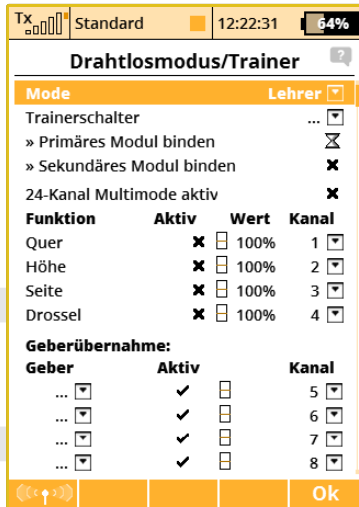 Tx Standard 12:22:31 64%
Drahtlosmodus/Trainer ?
Mode Lehrer
Trainerschalter ...
» Primäres Modul binden
» Sekundäres Modul binden
24-Kanal Multimode aktiv
Funktion Aktiv Wert Kanal
Quer 100% 1
Höhe 100% 2
Seite 100% 3
Drossel 100% 4
Geberübernahme:
Geber Aktiv Kanal
... 5
... 6
... 7
... 8
Ok